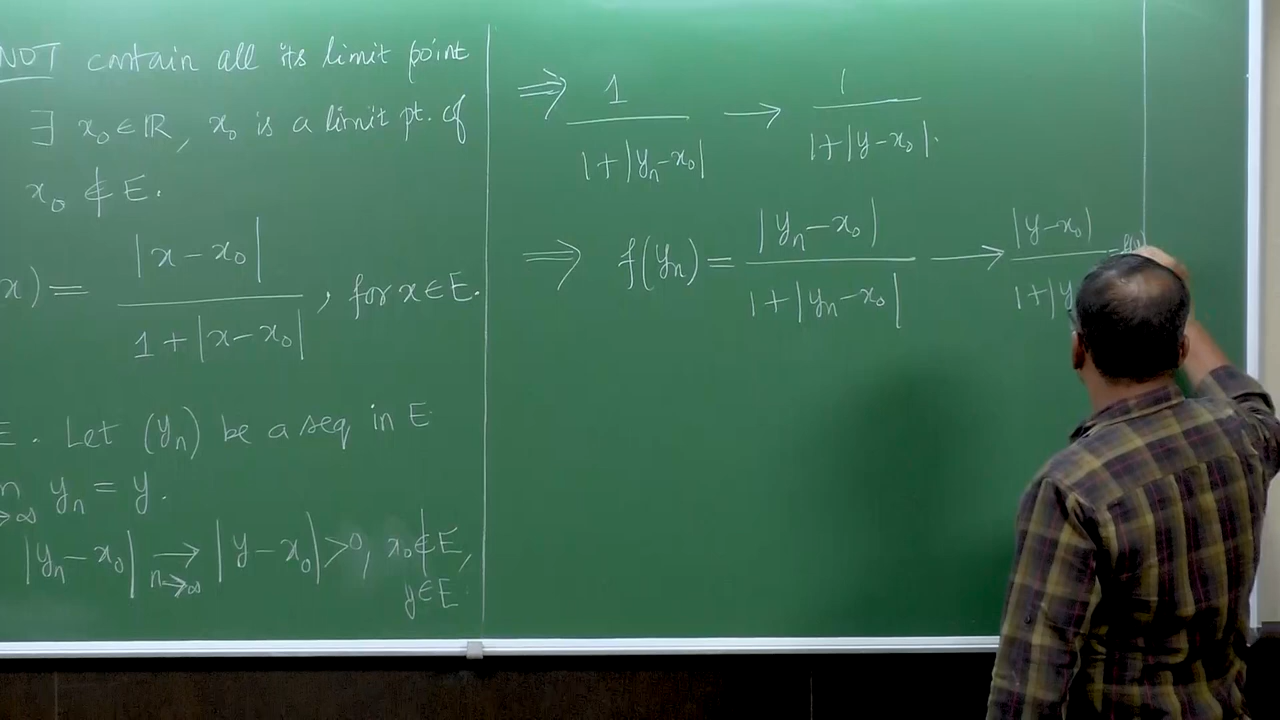 NOT contain all its limit point
∃ x₀ ∈ ℝ, x₀ is a limit pt. of
x₀ ∉ E.
x) = |x - x₀| / 1 + |x - x₀| , for x ∈ E.
E. Let (yₙ) be a seq in E
yₙ = y.
→∞
|yₙ - x₀| → |y - x₀| > 0, x₀ ∉ E,
n→∞ y ∈ E.
⇒ 1 / 1 + |yₙ - x₀| → 1 / 1 + |y - x₀|.
⇒ f(yₙ) = |yₙ - x₀| / 1 + |yₙ - x₀| → |y - x₀| / 1 + |y